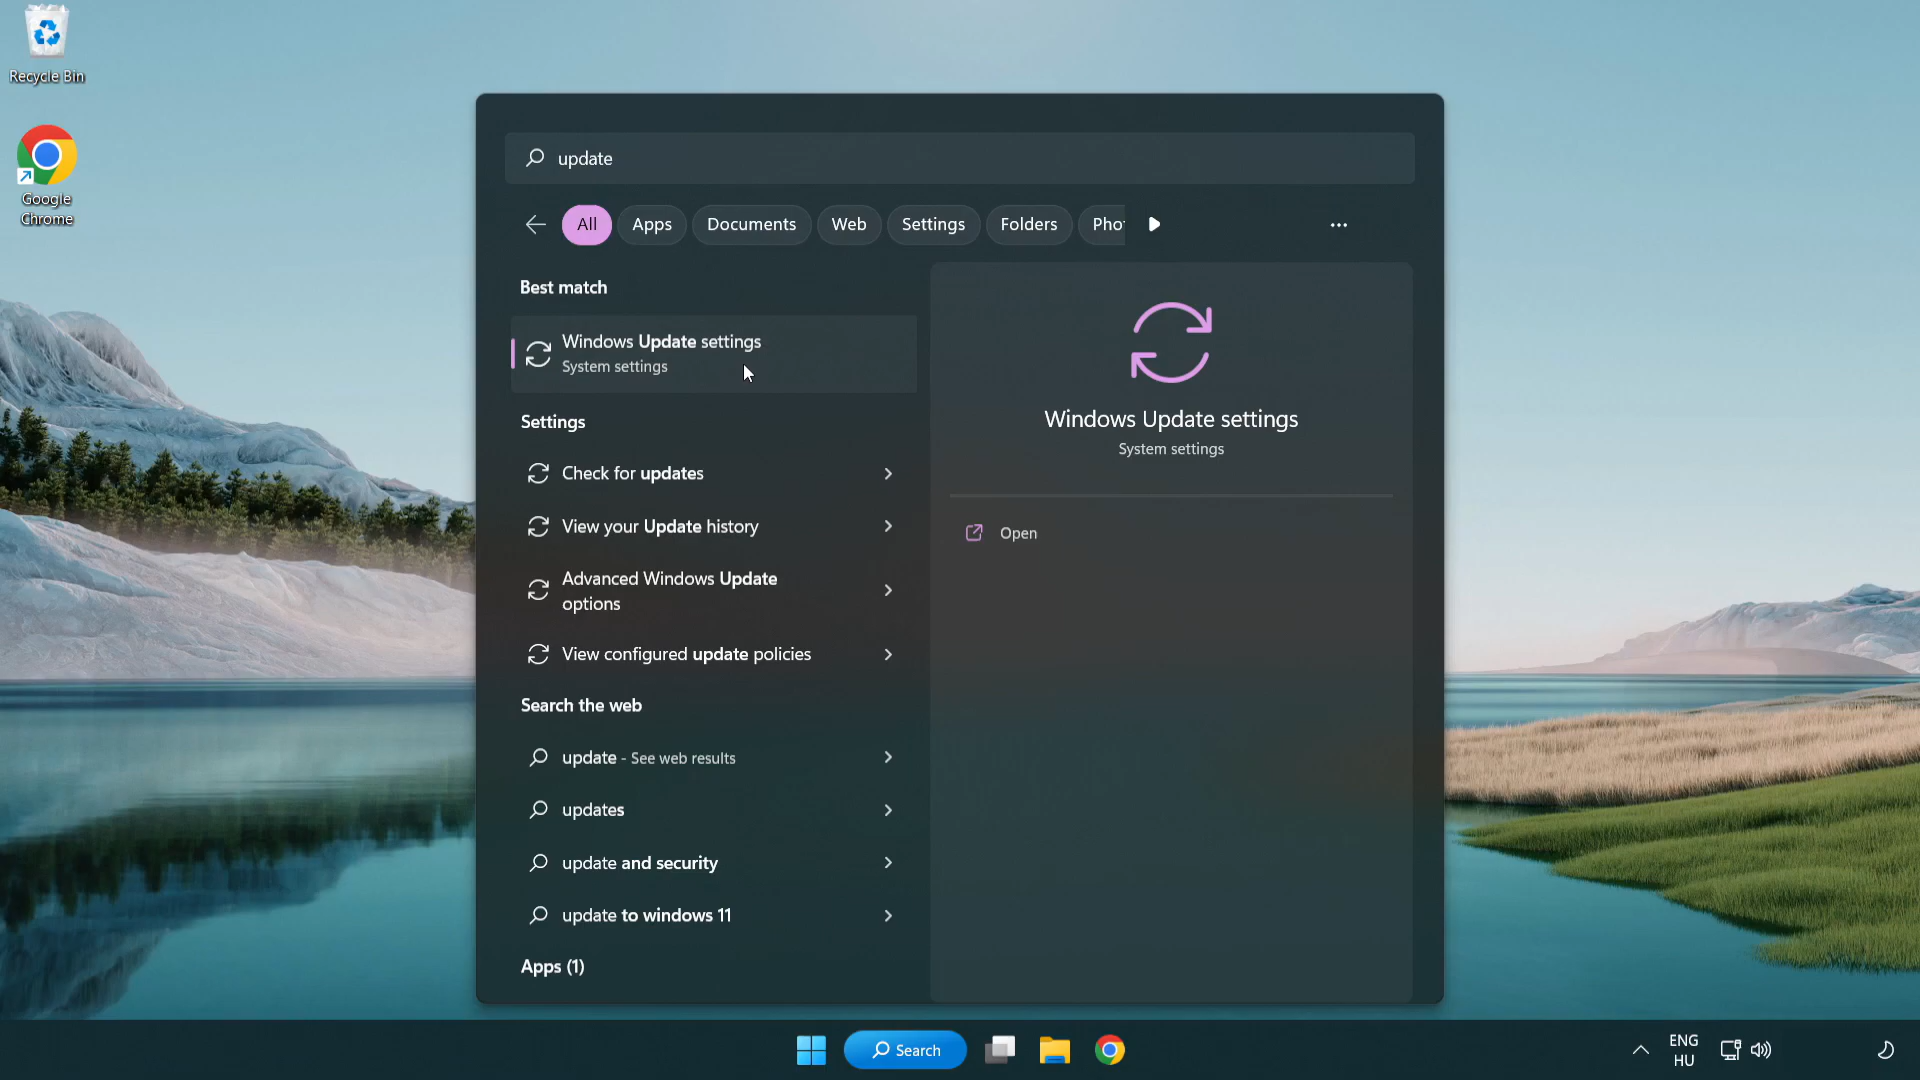 Recycle Bin
Google
Chrome
update
All
Apps
Documents
Web
Settings
Folders
Best match
Windows Update settings
System settings
Settings
Check for updates
View your Update history
Advanced Windows Update
options
View configured update policies
Search the web
update - See web results
updates
update and security
update to windows 11
Apps (1)
Windows Update settings
System settings
Open
Search
ENG
HU